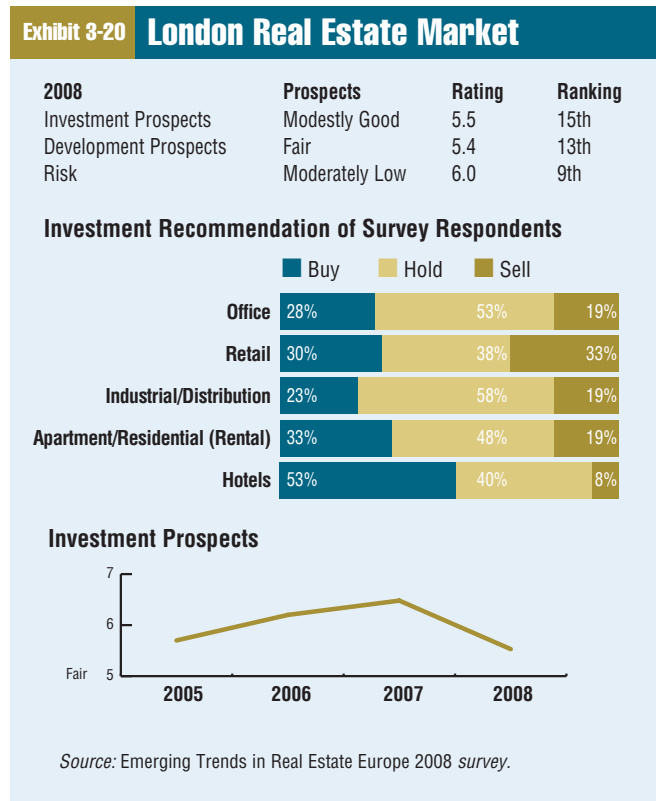 Exhibit 3-20 London Real Estate Market
2008 Prospects Rating Ranking
Investment Prospects Modestly Good 5.5 15th
Development Prospects Fair 5.4 13th
Risk Moderately Low 6.0 9th
Investment Recommendation of Survey Respondents
Buy Hold Sell
Office 28% 53% 19%
Retail 30% 38% 33%
Industrial/Distribution 23% 58% 19%
Apartment/Residential (Rental) 33% 48% 19%
Hotels 53% 40% 8%
Investment Prospects
7
6
Fair 5
2005 2006 2007 2008
Source: Emerging Trends in Real Estate Europe 2008 survey.